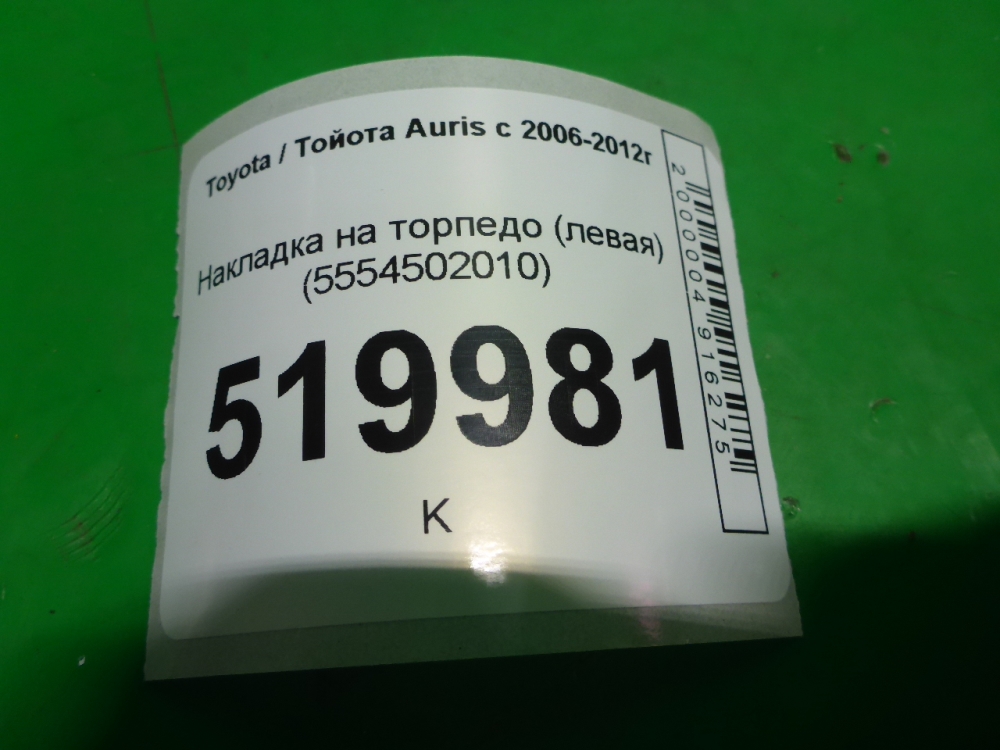 Toyota / Тойота Auris с 2006-2012г
Накладка на торпедо (левая)
(5554502010)
519981
K
2000004916275